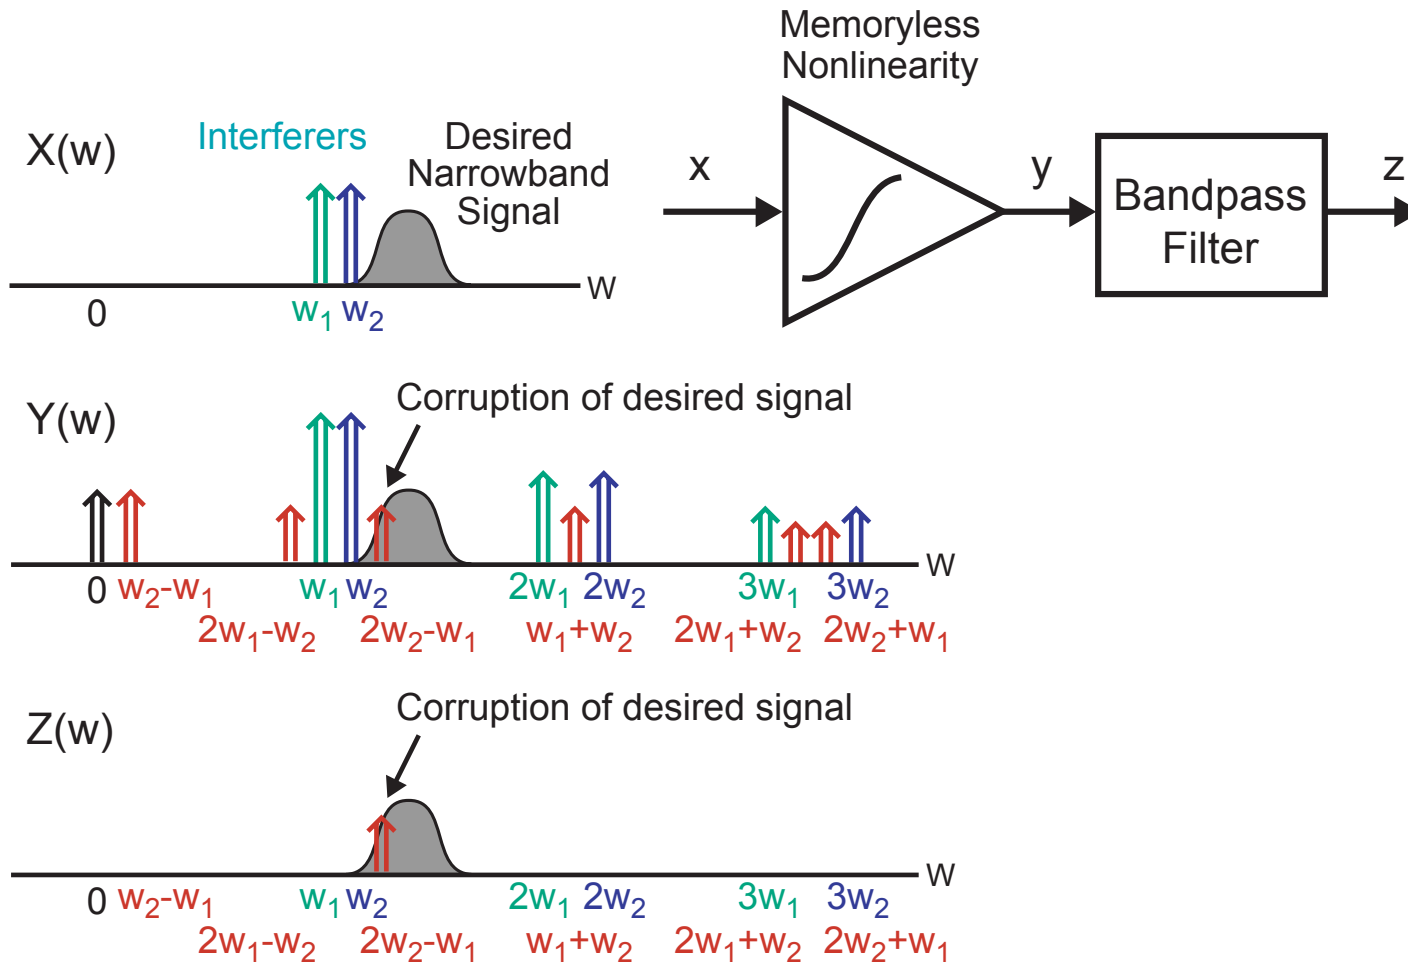 Memoryless
Nonlinearity
X(w)
Interferers
Desired
Narrowband
Signal
x
y
z
Bandpass
Filter
w
0
w₁
w₂
Corruption of desired signal
Y(w)
w
0
w₂-w₁
w₁
w₂
2w₁
2w₂
3w₁
3w₂
2w₁-w₂
2w₂-w₁
w₁+w₂
2w₁+w₂
2w₂+w₁
Corruption of desired signal
Z(w)
w
0
w₂-w₁
w₁
w₂
2w₁
2w₂
3w₁
3w₂
2w₁-w₂
2w₂-w₁
w₁+w₂
2w₁+w₂
2w₂+w₁